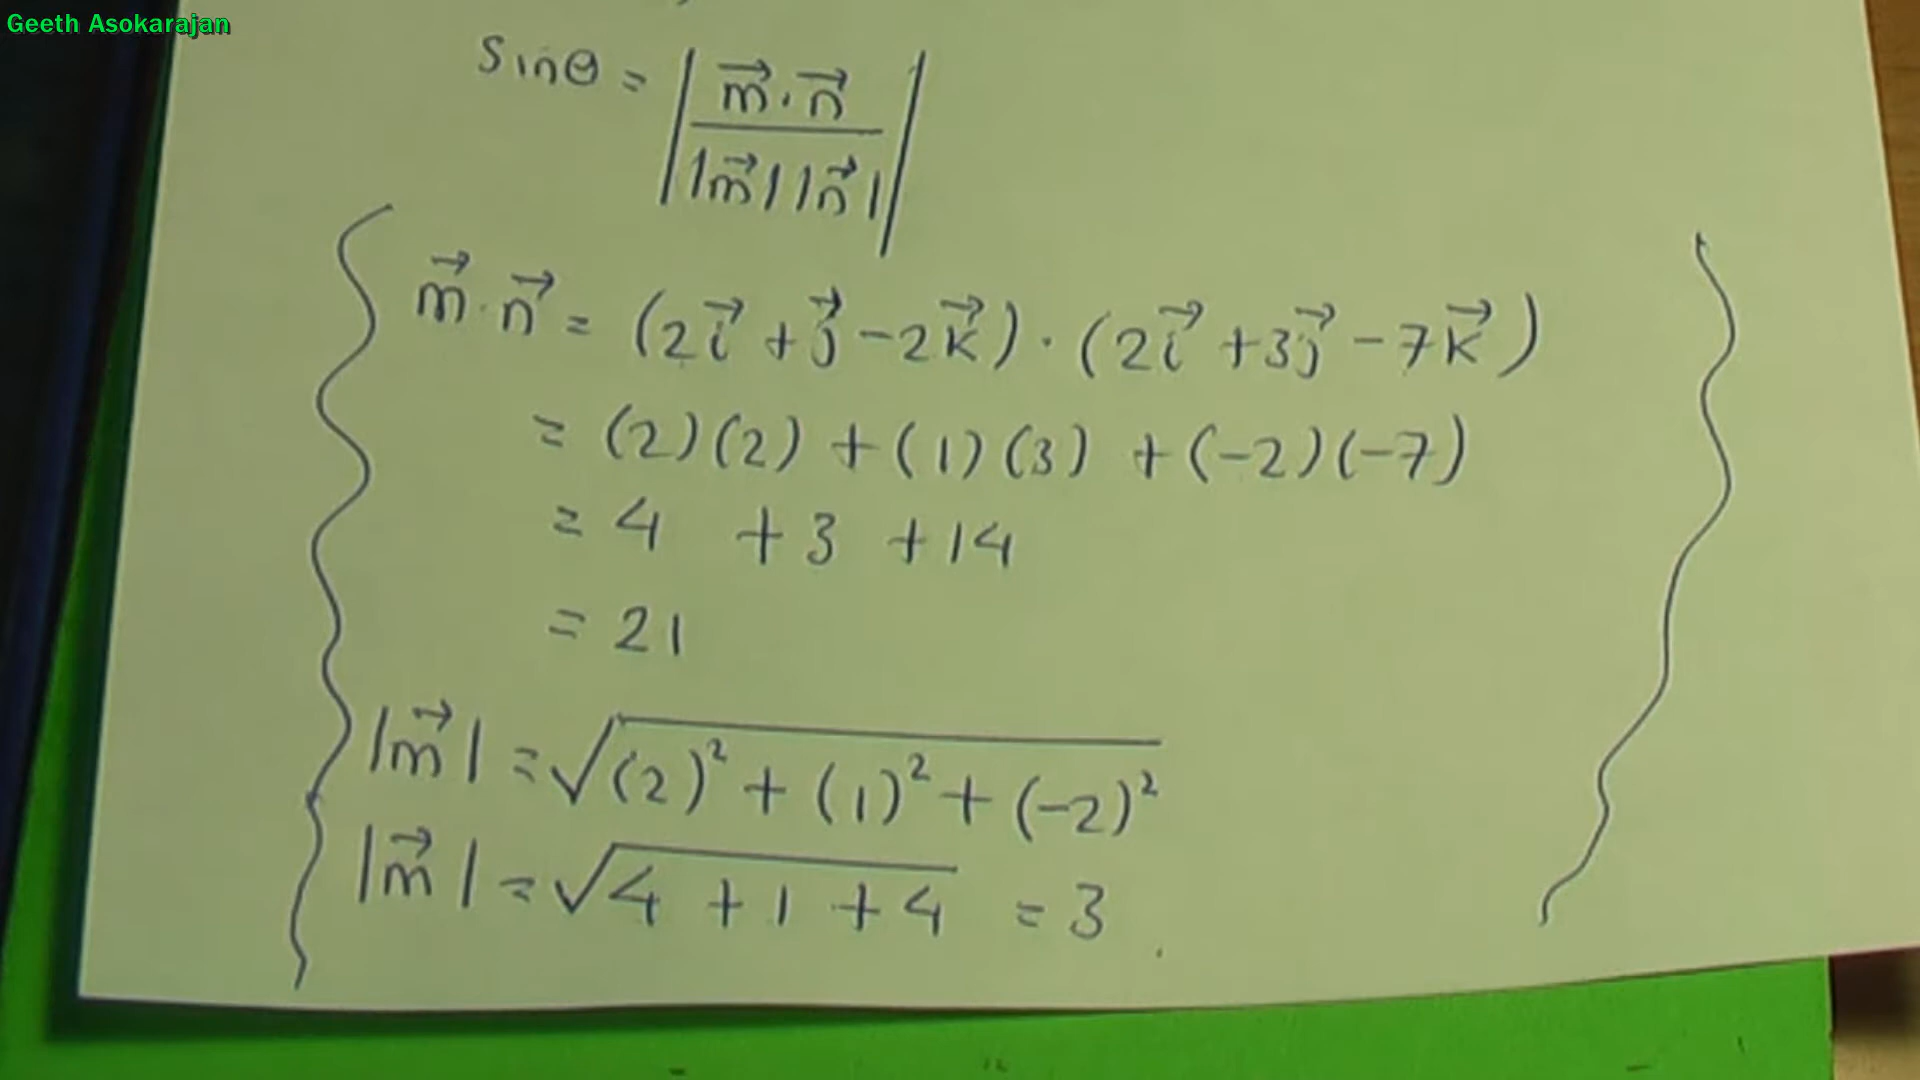 Geeth Asokarajan
sinθ = |m⃗·n⃗ / |m⃗||n⃗||
m⃗·n⃗ = (2i⃗ + j⃗ - 2k⃗)·(2i⃗ + 3j⃗ - 7k⃗)
= (2)(2) + (1)(3) + (-2)(-7)
= 4 + 3 + 14
= 21
|m⃗| = √(2)² + (1)² + (-2)²
|m⃗| = √4 + 1 + 4 = 3